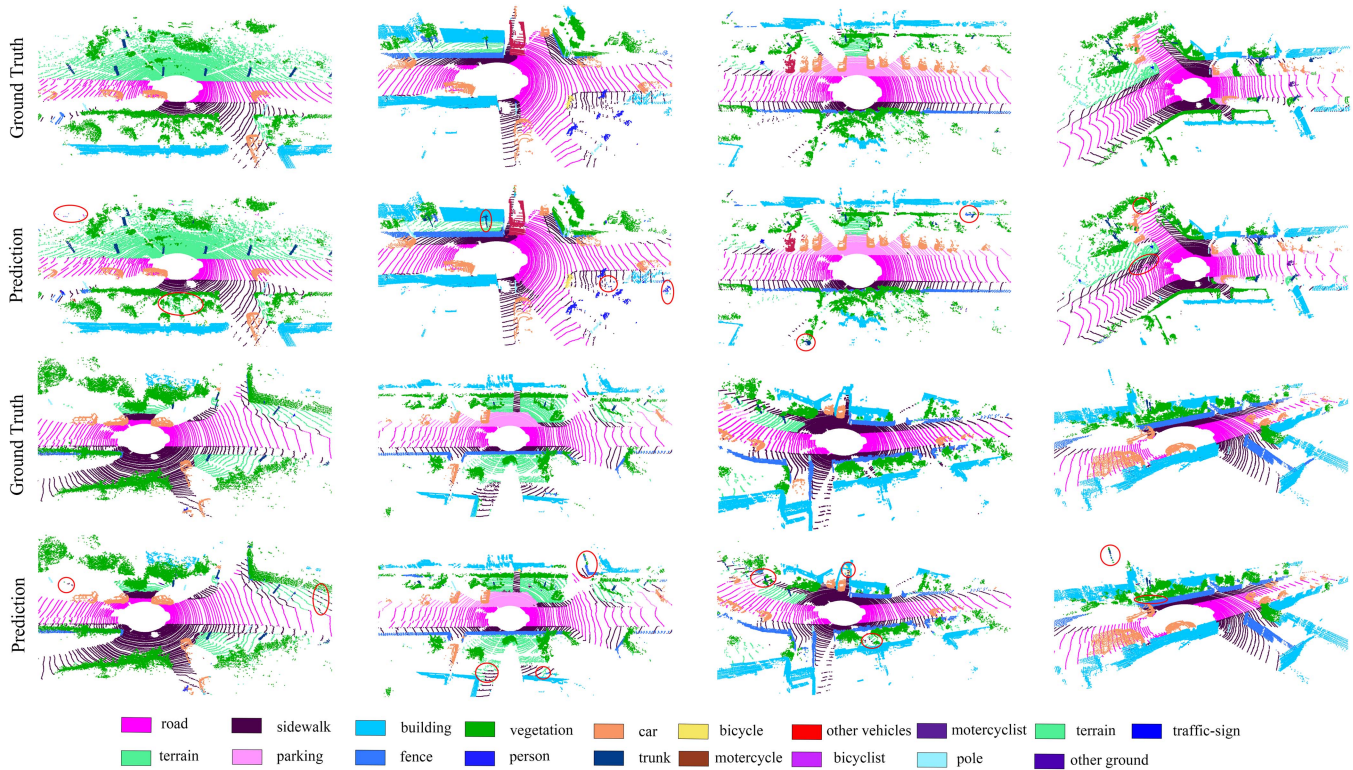 Ground Truth
Prediction
Ground Truth
Prediction
road sidewalk building vegetation car bicycle other vehicles motercyclist terrain traffic-sign
terrain parking fence person trunk motercycle bicyclist pole other ground